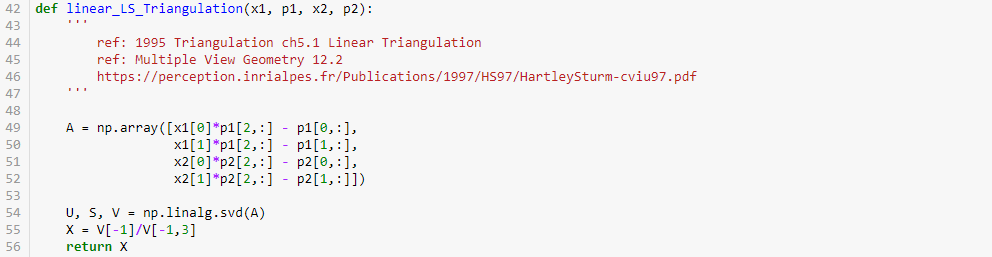 42 def linear_LS_Triangulation(x1, p1, x2, p2):
43     '''
44         ref: 1995 Triangulation ch5.1 Linear Triangulation
45         ref: Multiple View Geometry 12.2
46         https://perception.inrialpes.fr/Publications/1997/HS97/HartleySturm-cviu97.pdf
47     '''
48
49     A = np.array([x1[0]*p1[2,:] - p1[0,:],
50                   x1[1]*p1[2,:] - p1[1,:],
51                   x2[0]*p2[2,:] - p2[0,:],
52                   x2[1]*p2[2,:] - p2[1,:]])
53
54     U, S, V = np.linalg.svd(A)
55     X = V[-1]/V[-1,3]
56     return X